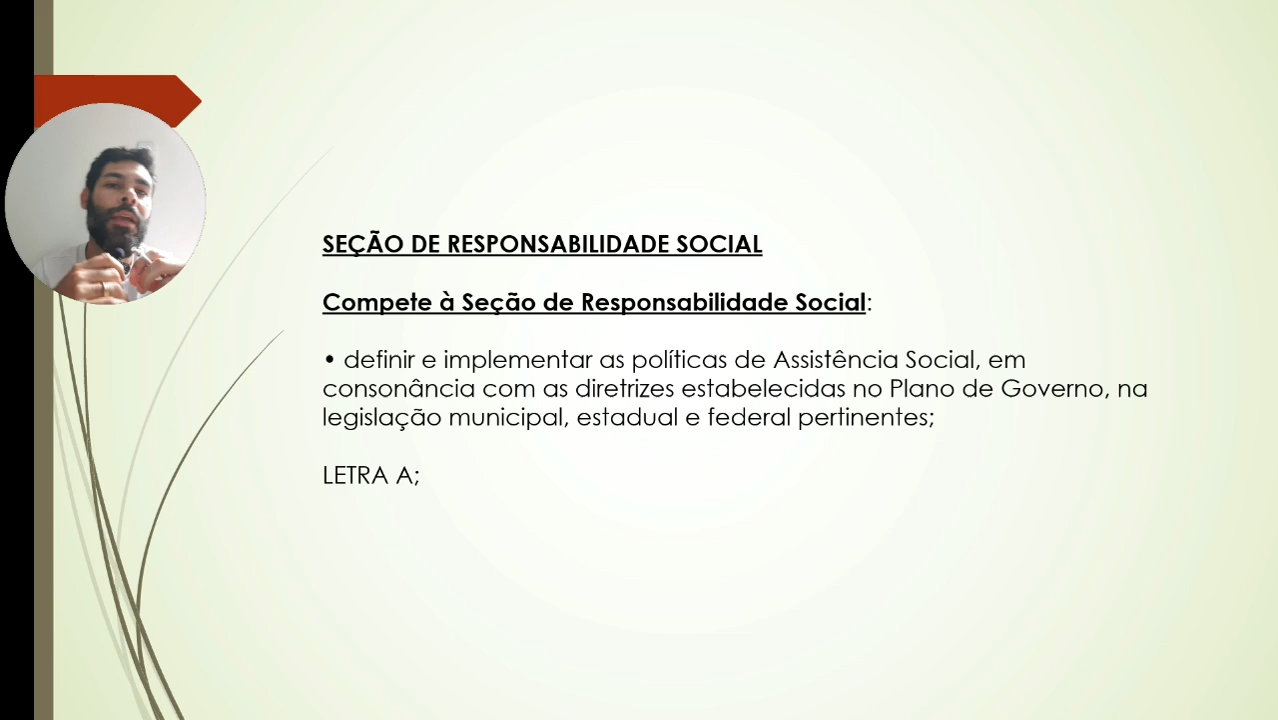 SEÇÃO DE RESPONSABILIDADE SOCIAL
Compete à Seção de Responsabilidade Social:
• definir e implementar as políticas de Assistência Social, em
consonância com as diretrizes estabelecidas no Plano de Governo, na
legislação municipal, estadual e federal pertinentes;
LETRA A;